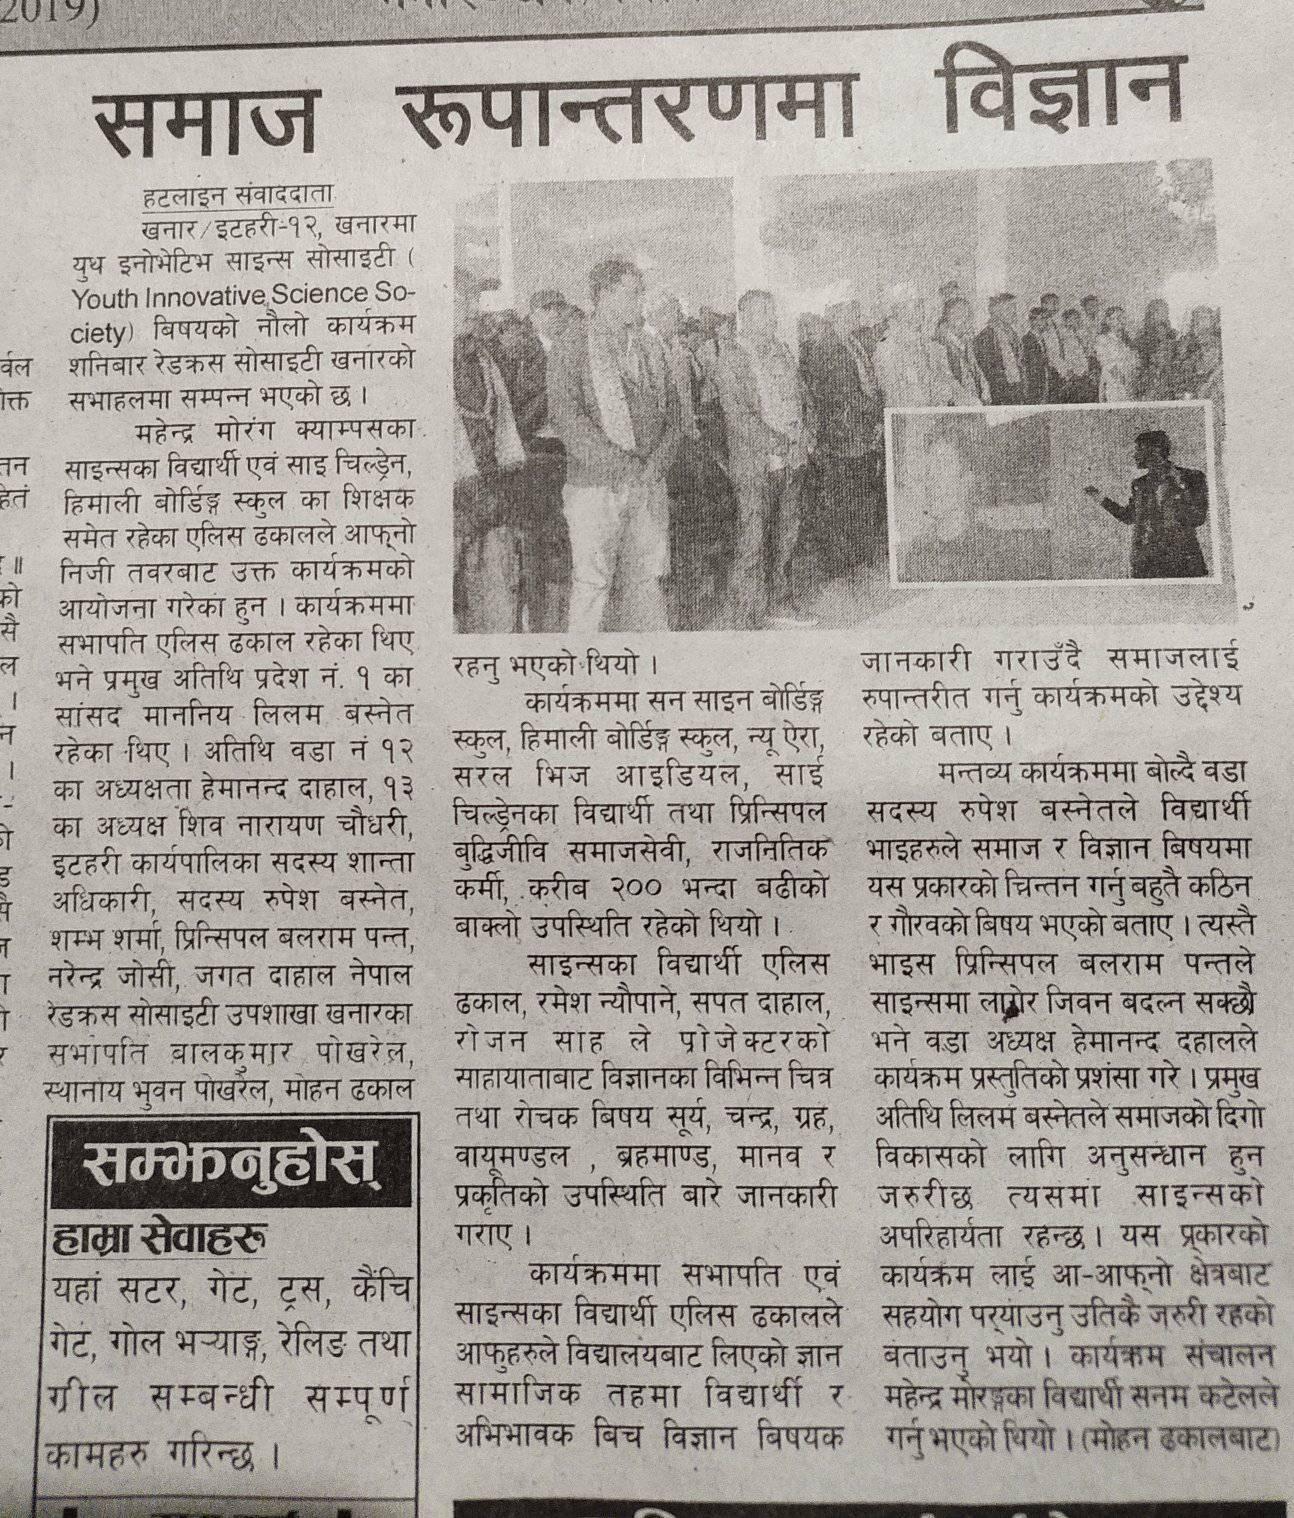 2019)
समाज रूपान्तरणमा विज्ञान
हटलाइन संवाददाता
खनार/इटहरी-१२, खनारमा
युथ इनोभेटिभ साइन्स सोसाइटी (
Youth Innovative Science So-
ciety) बिषयको नौलो कार्यक्रम
शनिबार रेडक्रस सोसाइटी खनारको
सभाहलमा सम्पन्न भएको छ ।
महेन्द्र मोरंग क्याम्पसका
साइन्सका विद्यार्थी एवं साइ चिल्ड्रेन,
हिमाली बोर्डिङ्ग स्कुल का शिक्षक
समेत रहेका एलिस ढकालले आफ्नो
निजी तवरबाट उक्त कार्यक्रमको
आयोजना गरेका हुन । कार्यक्रममा
सभापति एलिस ढकाल रहेका थिए
भने प्रमुख अतिथि प्रदेश नं. १ का
सांसद माननिय लिलम बस्नेत
रहेका थिए । अतिथि वडा नं १२
का अध्यक्षता हेमानन्द दाहाल, १३
का अध्यक्ष शिव नारायण चौधरी,
इटहरी कार्यपालिका सदस्य शान्ता
अधिकारी, सदस्य रुपेश बस्नेत,
शम्भ शर्मा, प्रिन्सिपल बलराम पन्त,
नरेन्द्र जोसी, जगत दाहाल नेपाल
रेडक्रस सोसाइटी उपशाखा खनारका
सभापति बालकुमार पोखरेल,
स्थानीय भुवन पोखरेल, मोहन ढकाल
रहनु भएको थियो ।
कार्यक्रममा सन साइन बोर्डिङ्ग
स्कुल, हिमाली बोर्डिङ्ग स्कुल, न्यू ऐरा,
सरल भिज आइडियल, साई
चिल्ड्रेनका विद्यार्थी तथा प्रिन्सिपल
बुद्धिजीवि समाजसेवी, राजनितिक
कर्मी, करीब २०० भन्दा बढीको
बाक्लो उपस्थिति रहेको थियो ।
साइन्सका विद्यार्थी एलिस
ढकाल, रमेश न्यौपाने, सपत दाहाल,
रोजन साह ले प्रोजेक्टरको
साहायाताबाट विज्ञानका विभिन्न चित्र
तथा रोचक बिषय सूर्य, चन्द्र, ग्रह,
वायूमण्डल , ब्रहमाण्ड, मानव र
प्रकृतिको उपस्थिति बारे जानकारी
गराए ।
कार्यक्रममा सभापति एवं
साइन्सका विद्यार्थी एलिस ढकालले
आफुहरुले विद्यालयबाट लिएको ज्ञान
सामाजिक तहमा विद्यार्थी र
अभिभावक बिच विज्ञान बिषयक
जानकारी गराउँदै समाजलाई
रुपान्तरीत गर्नु कार्यक्रमको उद्देश्य
रहेको बताए ।
मन्तव्य कार्यक्रममा बोल्दै वडा
सदस्य रुपेश बस्नेतले विद्यार्थी
भाइहरुले समाज र विज्ञान बिषयमा
यस प्रकारको चिन्तन गर्नु बहुतै कठिन
र गौरवको बिषय भएको बताए । त्यस्तै
भाइस प्रिन्सिपल बलराम पन्तले
साइन्समा लागेर जिवन बदल्न सक्छौ
भने वडा अध्यक्ष हेमानन्द दहालले
कार्यक्रम प्रस्तुतिको प्रशंसा गरे । प्रमुख
अतिथि लिलम बस्नेतले समाजको दिगो
विकासको लागि अनुसन्धान हुन
जरुरीछ त्यसमा साइन्सको
अपरिहार्यता रहन्छ । यस प्रकारको
कार्यक्रम लाई आ-आफ्नो क्षेत्रबाट
सहयोग पर्‍याउनु उतिकै जरुरी रहको
बताउनु भयो । कार्यक्रम संचालन
महेन्द्र मोरङ्गका विद्यार्थी सनम कटेलले
गर्नु भएको थियो । (मोहन ढकालबाट)
सम्झनुहोस्
हाम्रा सेवाहरू
यहां सटर, गेट, ट्रस, कैंचि
गेट, गोल भर्‍याङ्ग, रेलिङ तथा
ग्रील सम्बन्धी सम्पूर्ण
कामहरु गरिन्छ ।